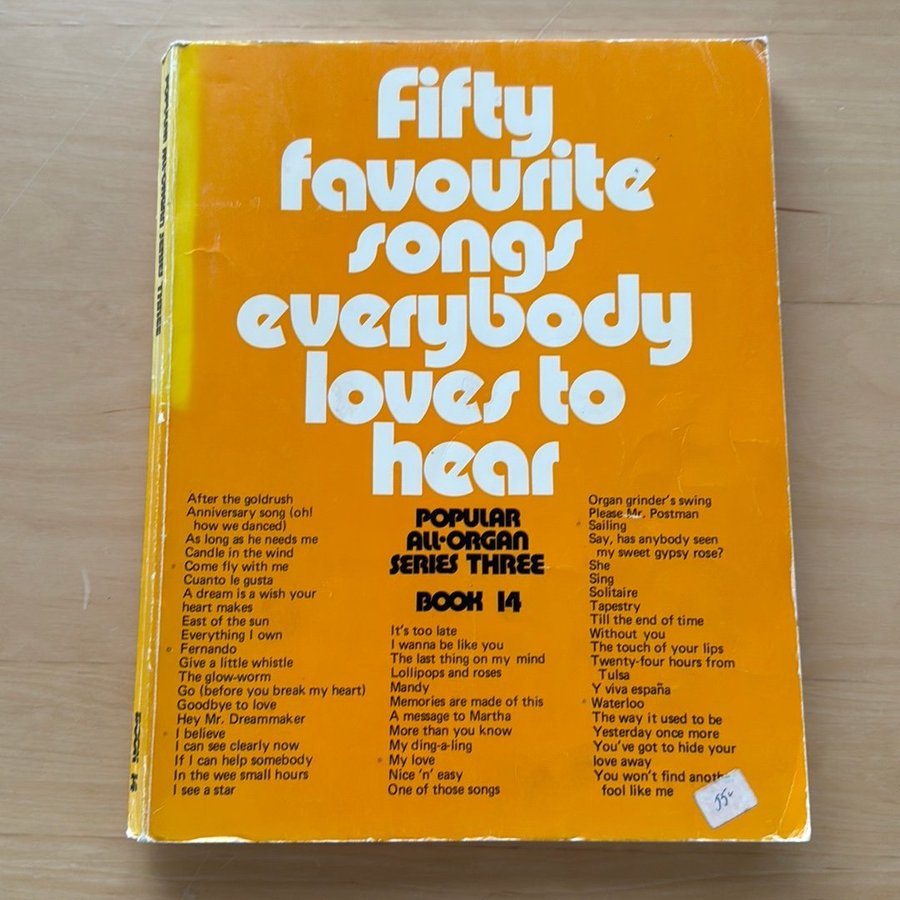 Fifty
favourite
songs
everybody
loves to
hear
POPULAR
ALL·ORGAN
SERIES THREE
BOOK 14
After the goldrush
Anniversary song (oh!
how we danced)
As long as he needs me
Candle in the wind
Come fly with me
Cuanto le gusta
A dream is a wish your
heart makes
East of the sun
Everything I own
Fernando
Give a little whistle
The glow-worm
Go (before you break my heart)
Goodbye to love
Hey Mr. Dreammaker
I believe
I can see clearly now
If I can help somebody
In the wee small hours
I see a star
It's too late
I wanna be like you
The last thing on my mind
Lollipops and roses
Mandy
Memories are made of this
A message to Martha
More than you know
My ding-a-ling
My love
Nice 'n' easy
One of those songs
Organ grinder's swing
Please Mr. Postman
Sailing
Say, has anybody seen
my sweet gypsy rose?
She
Sing
Solitaire
Tapestry
Till the end of time
Without you
The touch of your lips
Twenty-four hours from
Tulsa
Y viva españa
Waterloo
The way it used to be
Yesterday once more
You've got to hide your
love away
You won't find
fool like me
POPULAR ALL·ORGAN SERIES THREE
BOOK 14